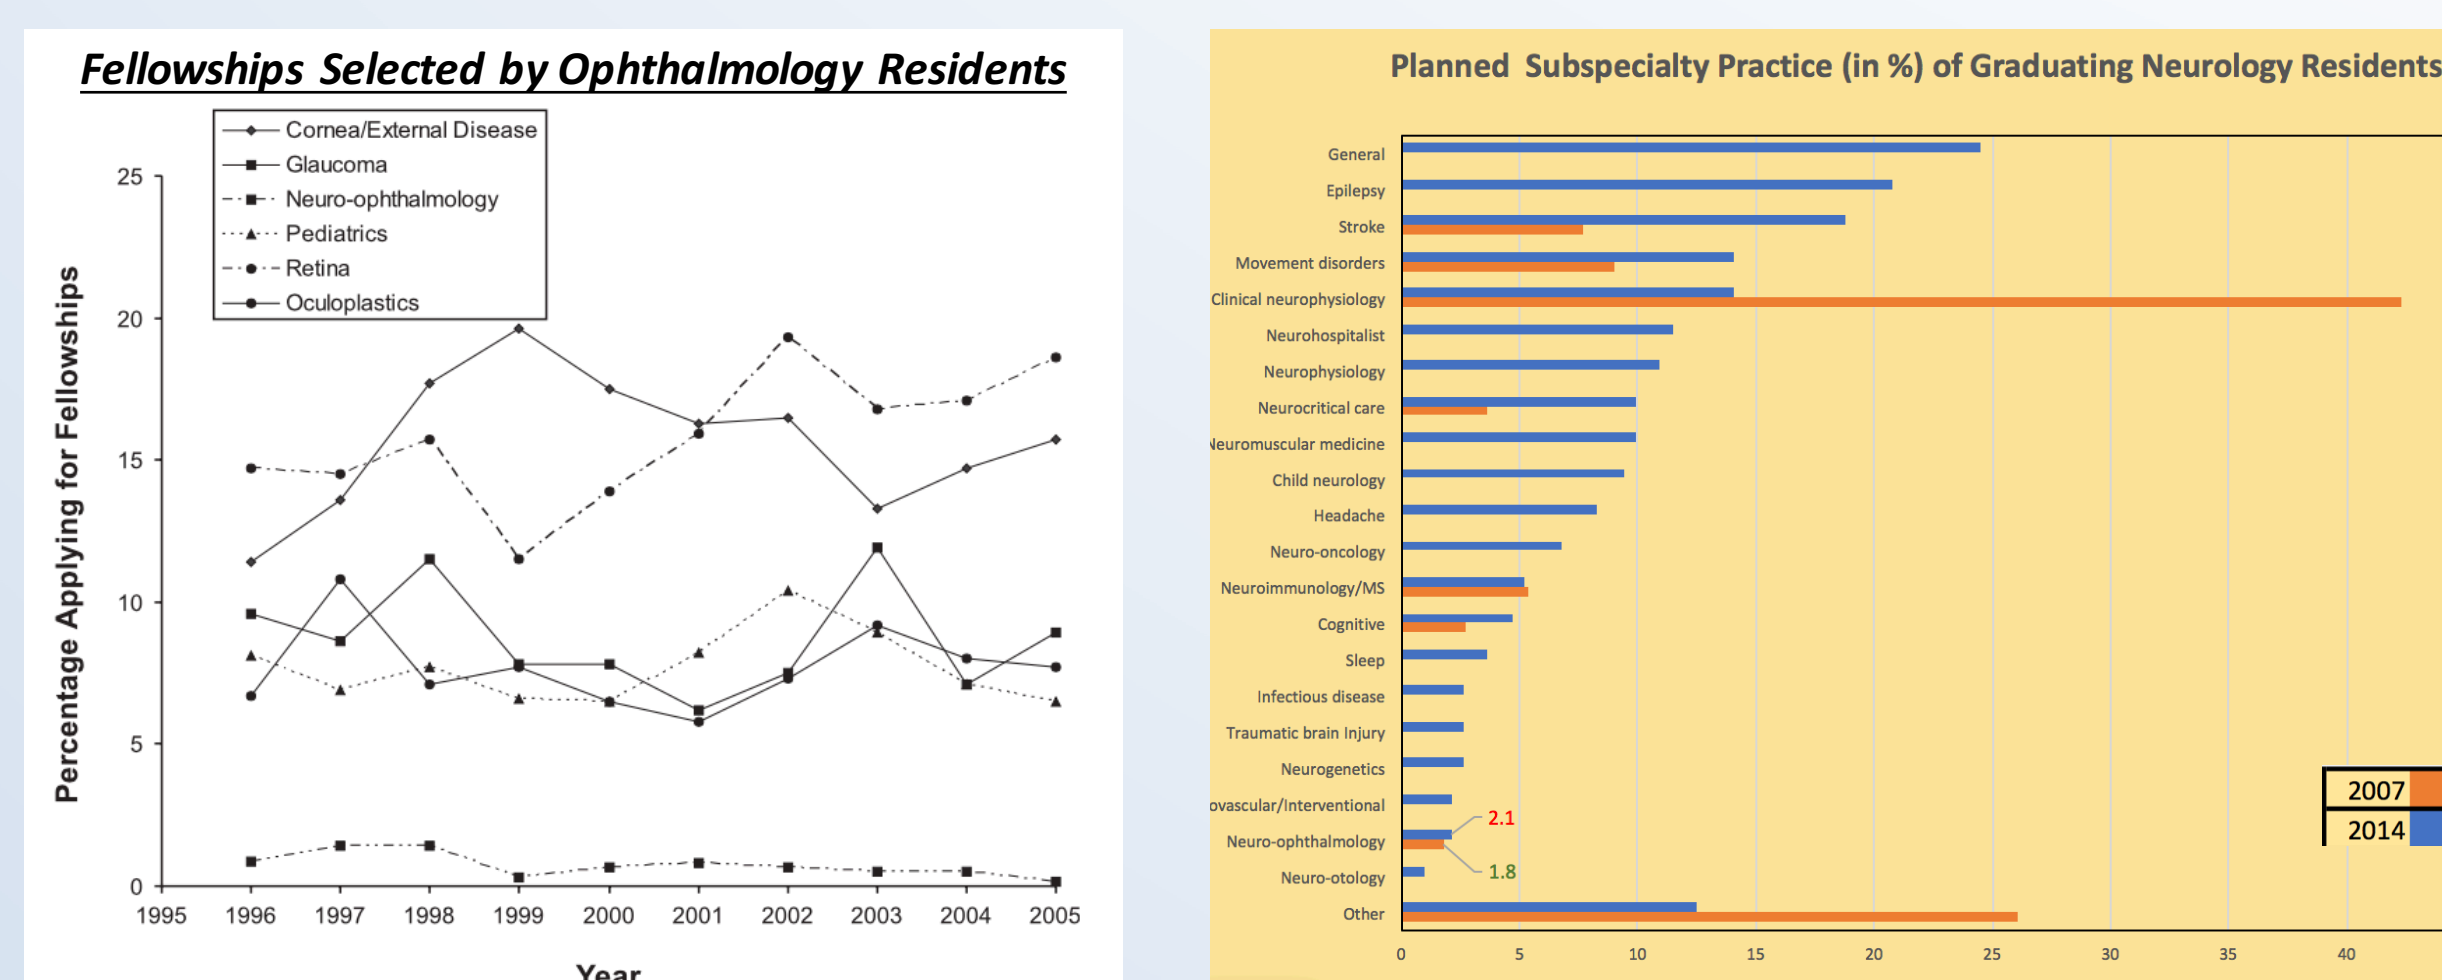 Fellowships Selected by Ophthalmology Residents
Cornea/External Disease
Glaucoma
Neuro-ophthalmology
Pediatrics
Retina
Oculoplastics
Percentage Applying for Fellowships
25
20
15
10
5
0
1995 1996 1997 1998 1999 2000 2001 2002 2003 2004 2005
Year
Planned Subspecialty Practice (in %) of Graduating Neurology Residents
General
Epilepsy
Stroke
Movement disorders
Clinical neurophysiology
Neurohospitalist
Neurophysiology
Neurocritical care
Neuromuscular medicine
Child neurology
Headache
Neuro-oncology
Neuroimmunology/MS
Cognitive
Sleep
Infectious disease
Traumatic brain Injury
Neurogenetics
ovascular/Interventional
Neuro-ophthalmology
Neuro-otology
Other
2.1
1.8
2007
2014
0 5 10 15 20 25 30 35 40